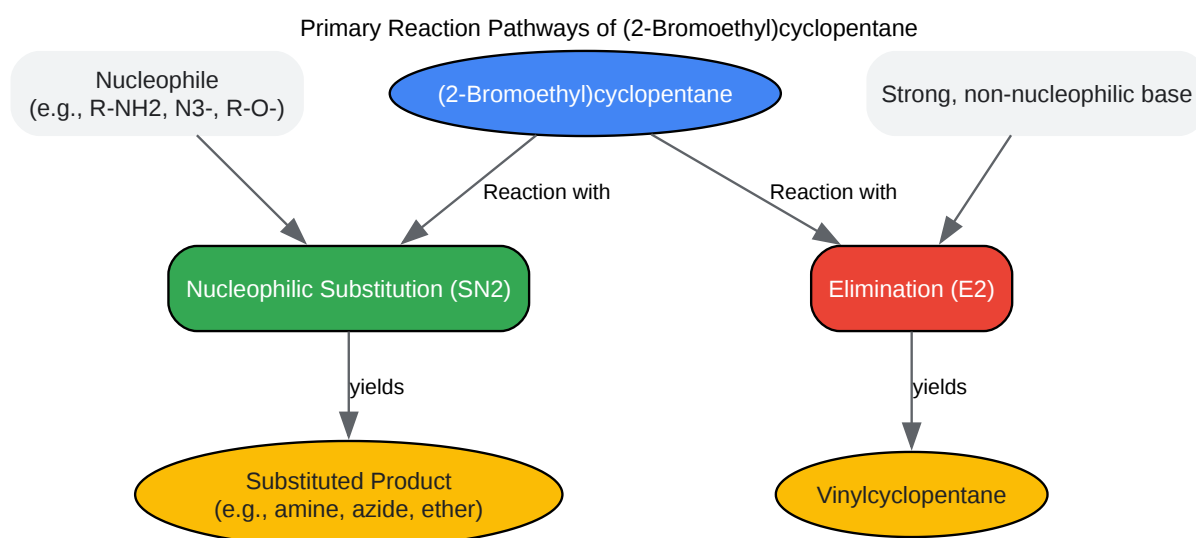 Primary Reaction Pathways of (2-Bromoethyl)cyclopentane
Nucleophile
(e.g., R-NH2, N3-, R-O-)
(2-Bromoethyl)cyclopentane
Strong, non-nucleophilic base
Reaction with
Reaction with
Nucleophilic Substitution (SN2)
Elimination (E2)
yields
yields
Substituted Product
(e.g., amine, azide, ether)
Vinylcyclopentane